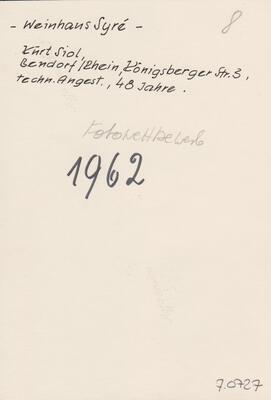 8
- Weinhaus Syré -
Kurt Siol,
Bendorf/Rhein, Königsberger Str. 3,
techn. Angest., 48 Jahre.
Fotowettbewerb
1962
7.0727